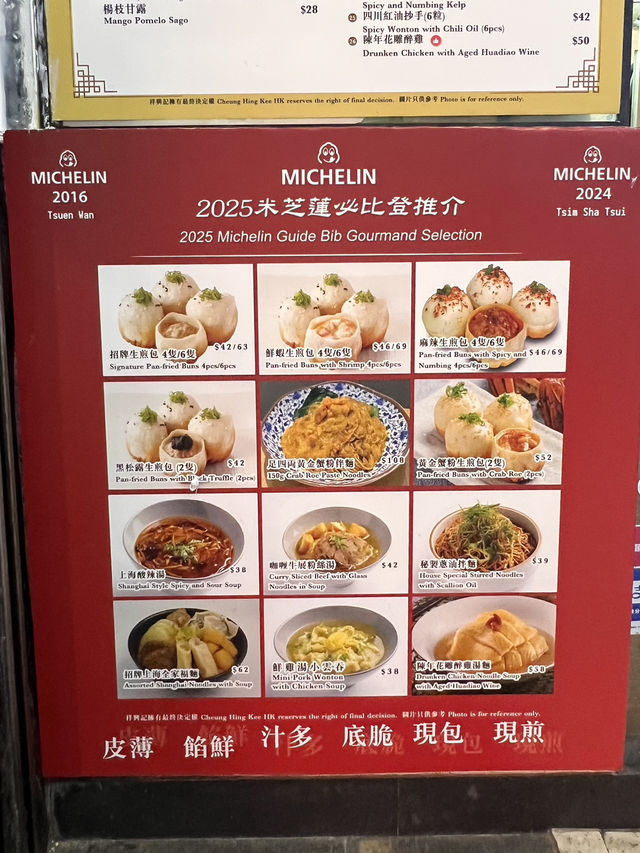 楊枝甘露
Mango Pomelo Sago $28
Spicy and Numbing Kelp
四川紅油抄手(6粒) $42
Spicy Wonton with Chili Oil (6pcs)
陳年花雕醉雞 $50
Drunken Chicken with Aged Huadiao Wine
祥興記擁有最終決定權 Cheung Hing Kee HK reserves the right of final decision. 圖片只供參考 Photo is for reference only.
MICHELIN
2016
Tsuen Wan
MICHELIN
MICHELIN
2024
Tsim Sha Tsui
2025米芝蓮必比登推介
2025 Michelin Guide Bib Gourmand Selection
招牌生煎包 4隻/6隻 $42/63
Signature Pan-fried Buns 4pcs/6pcs
鮮蝦生煎包 4隻/6隻 $46/69
Pan-fried Buns with Shrimp 4pcs/6pcs
麻辣生煎包 4隻/6隻
Pan-fried Buns with Spicy and $46/69
Numbing 4pcs/6pcs
黑松露生煎包 (2隻) $42
Pan-fried Buns with Black Truffle (2pcs)
足四両黃金蟹粉拌麵 $108
150g Crab Roe Paste Noodles
黃金蟹粉生煎包(2隻) $52
Pan-fried Buns with Crab Roe (2pcs)
上海酸辣湯 $38
Shanghai Style Spicy and Sour Soup
咖喱牛展粉絲湯 $42
Curry Sliced Beef with Glass
Noodles in Soup
秘製蔥油拌麵 $39
House Special Stirred Noodles
with Scallion Oil
招牌上海全家福麵 $62
Assorted Shanghai Noodles with Soup
鮮雞湯小雲吞
Mini Pork Wonton $38
with Chicken Soup
陳年花雕醉雞湯麵
Drunken Chicken Noodle Soup $58
with Aged Huadiao Wine
祥興記擁有最終決定權 Cheung Hing Kee HK reserves the right of final decision. 圖片只供參考 Photo is for reference only.
皮薄 餡鮮 汁多 底脆 現包 現煎